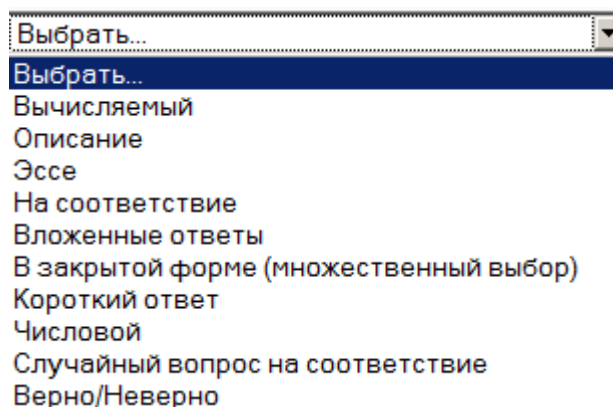 Выбрать...
Выбрать...
Вычисляемый
Описание
Эссе
На соответствие
Вложенные ответы
В закрытой форме (множественный выбор)
Короткий ответ
Числовой
Случайный вопрос на соответствие
Верно/Неверно